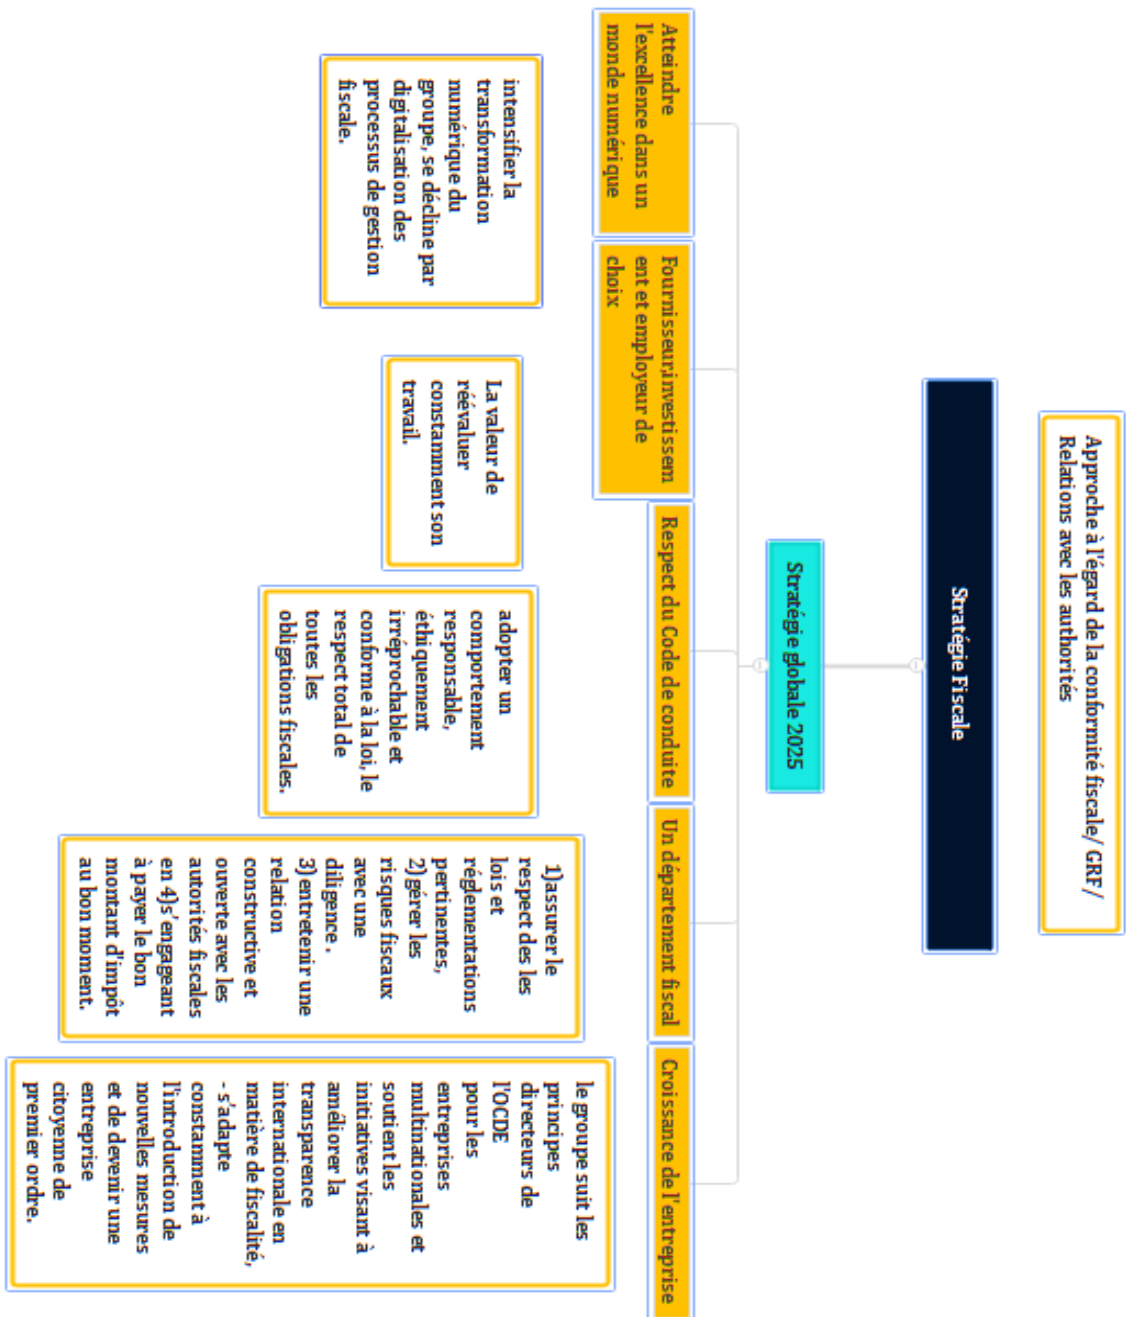 Approche à l'égard de la conformité fiscale/ GRF /
Relations avec les authorités
Stratégie Fiscale
Stratégie globale 2025
Atteindre
l'excellence dans un
monde numérique
Fournisseur,investissem
ent et employeur de
choix
Respect du Code de conduite
Un département fiscal
Croissance de l'entreprise
intensifier la
transformation
numérique du
groupe, se décline par
digitalisation des
processus de gestion
fiscale.
La valeur de
réévaluer
constamment son
travail.
adopter un
comportement
responsable,
éthiquement
irréprochable et
conforme à la loi, le
respect total de
toutes les
obligations fiscales.
1)assurer le
respect des les
lois et
réglementations
pertinentes,
2)gérer les
risques fiscaux
avec une
diligence .
3) entretenir une
relation
constructive et
ouverte avec les
autorités fiscales
en 4)s'engageant
à payer le bon
montant d'impôt
au bon moment.
le groupe suit les
principes
directeurs de
l'OCDE
pour les
entreprises
multinationales et
soutient les
initiatives visant à
améliorer la
transparence
internationale en
matière de fiscalité,
- s'adapte
constamment à
l'introduction de
nouvelles mesures
et de devenir une
entreprise
citoyenne de
premier ordre.